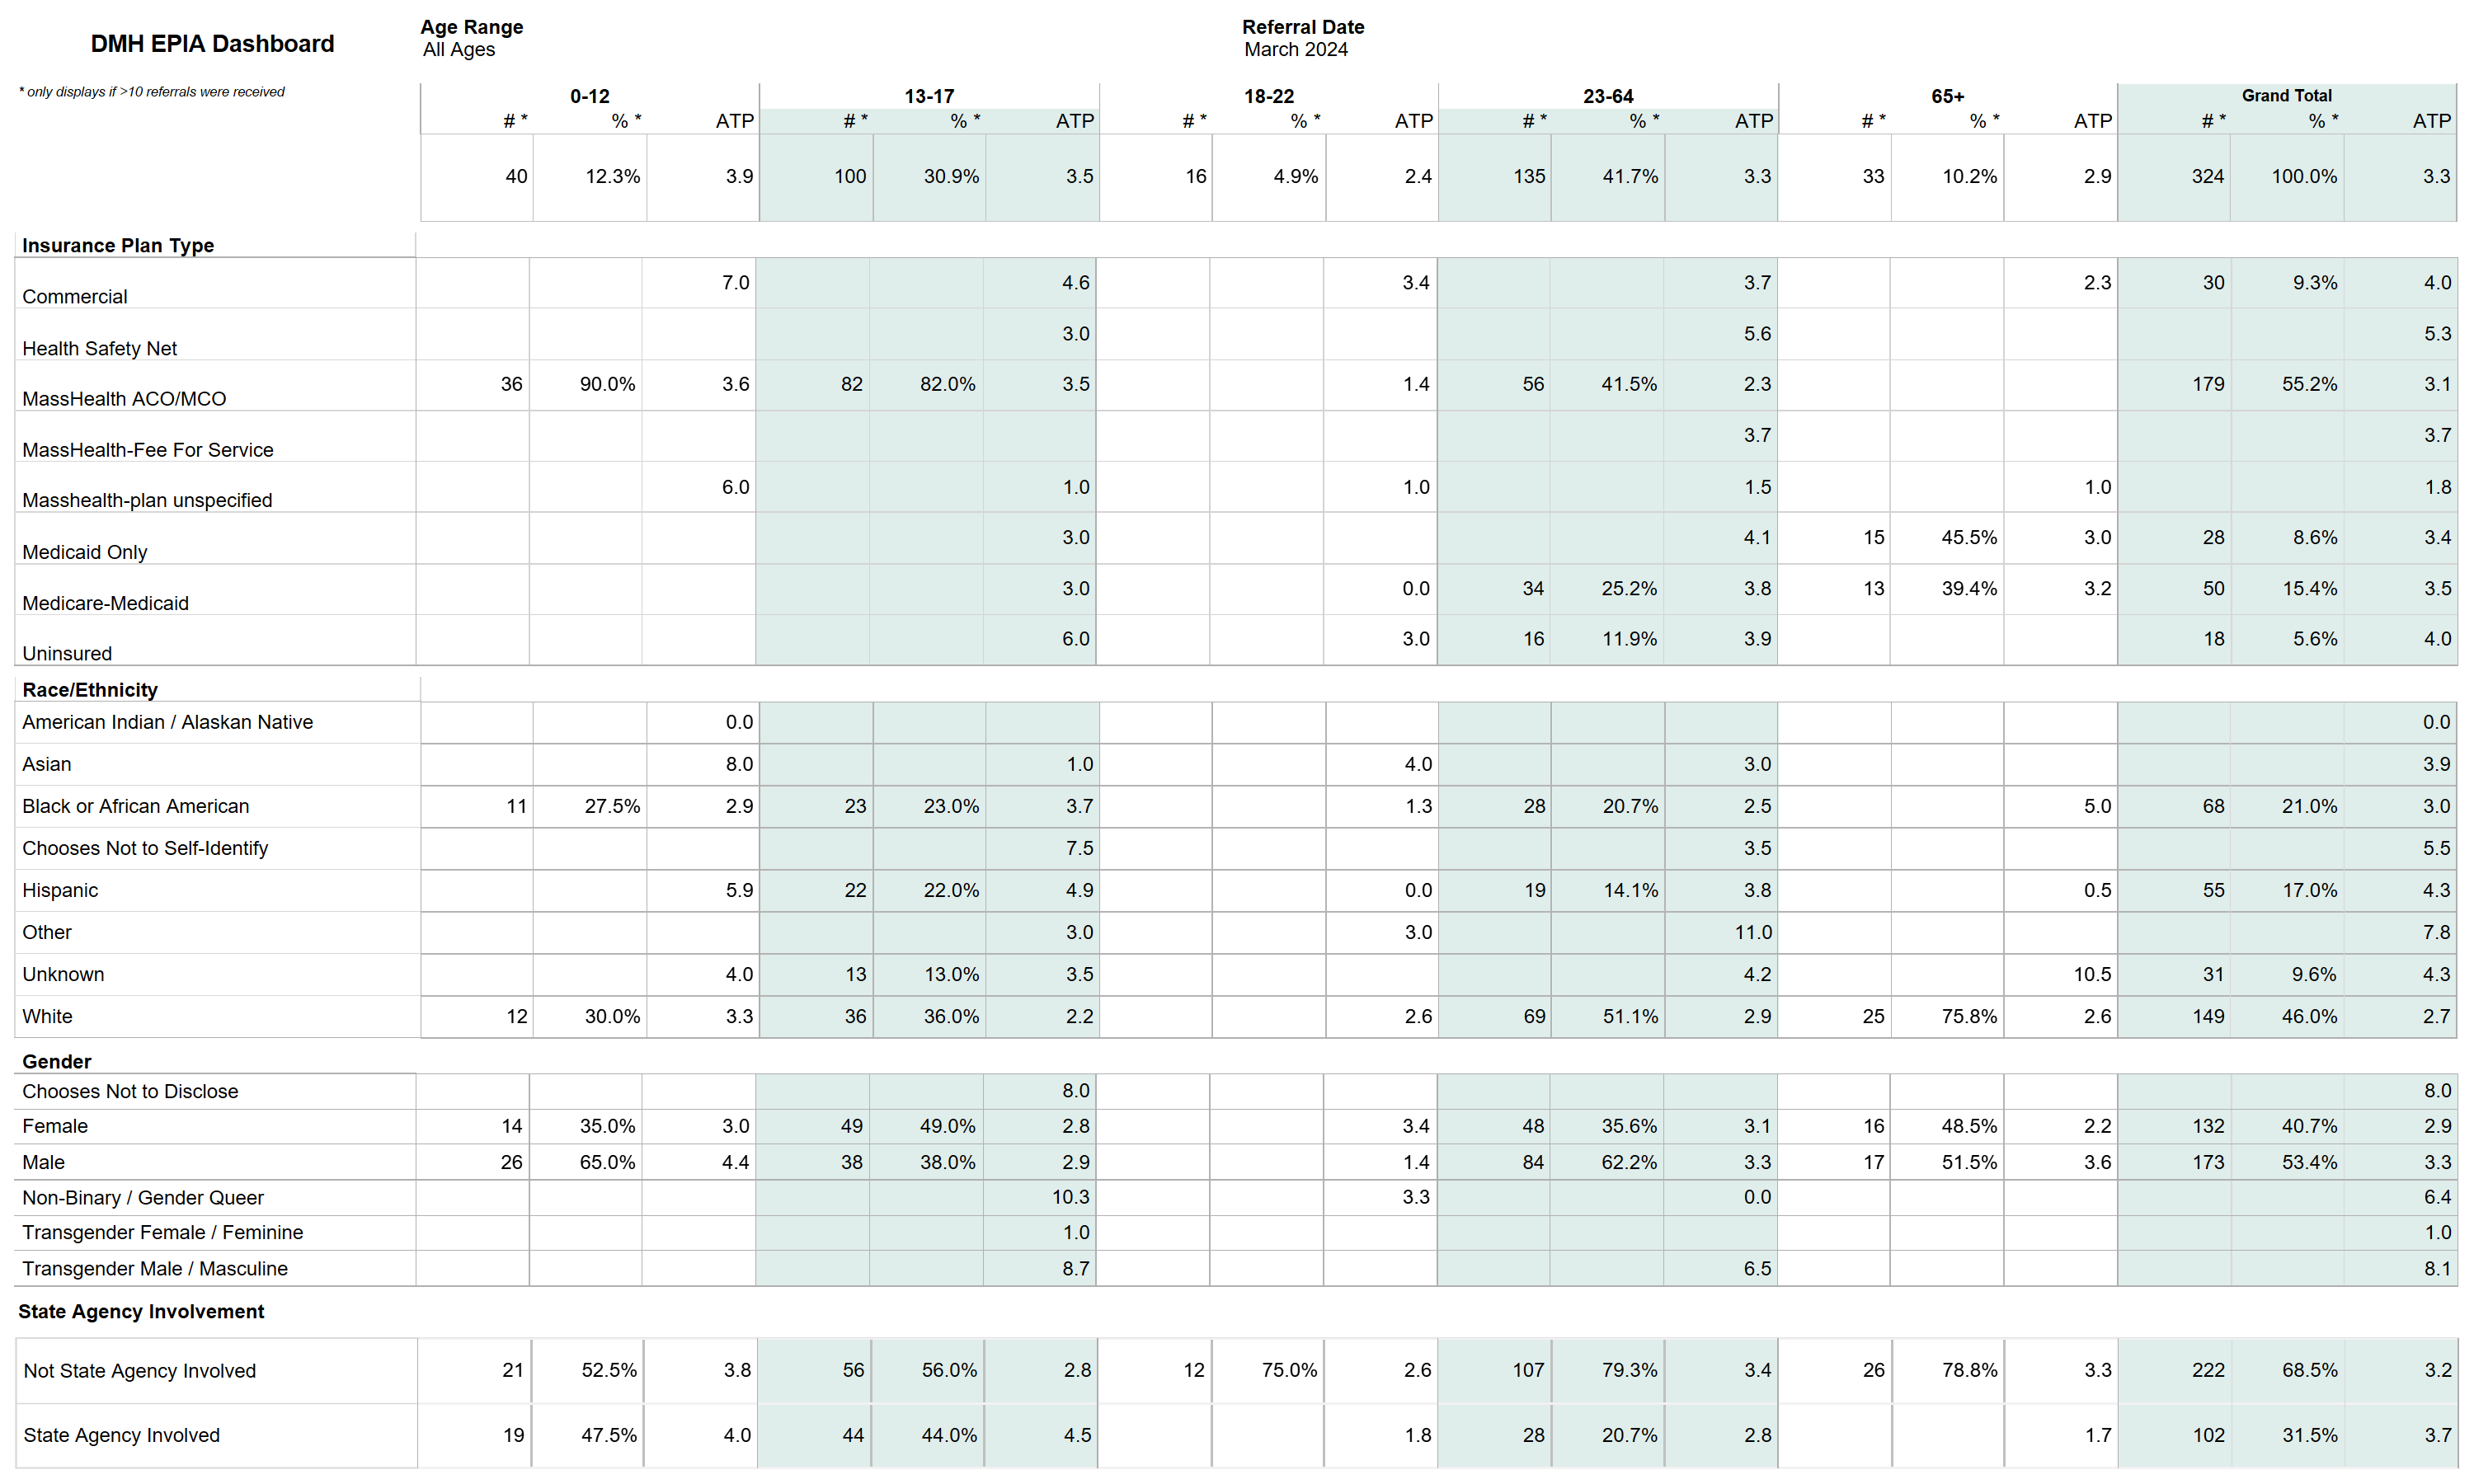 DMH EPIA Dashboard
Age Range
All Ages
Referral Date
March 2024
* only displays if >10 referrals were received
0-12 13-17 18-22 23-64 65+ Grand Total
# * % * ATP # * % * ATP # * % * ATP # * % * ATP # * % * ATP # * % * ATP
40 12.3% 3.9 100 30.9% 3.5 16 4.9% 2.4 135 41.7% 3.3 33 10.2% 2.9 324 100.0% 3.3
Insurance Plan Type
Commercial 7.0 4.6 3.4 3.7 2.3 30 9.3% 4.0
Health Safety Net 3.0 5.6 5.3
MassHealth ACO/MCO 36 90.0% 3.6 82 82.0% 3.5 1.4 56 41.5% 2.3 179 55.2% 3.1
MassHealth-Fee For Service 3.7 3.7
Masshealth-plan unspecified 6.0 1.0 1.0 1.5 1.0 1.8
Medicaid Only 3.0 4.1 15 45.5% 3.0 28 8.6% 3.4
Medicare-Medicaid 3.0 0.0 34 25.2% 3.8 13 39.4% 3.2 50 15.4% 3.5
Uninsured 6.0 3.0 16 11.9% 3.9 18 5.6% 4.0
Race/Ethnicity
American Indian / Alaskan Native 0.0 0.0
Asian 8.0 1.0 4.0 3.0 3.9
Black or African American 11 27.5% 2.9 23 23.0% 3.7 1.3 28 20.7% 2.5 5.0 68 21.0% 3.0
Chooses Not to Self-Identify 7.5 3.5 5.5
Hispanic 5.9 22 22.0% 4.9 0.0 19 14.1% 3.8 0.5 55 17.0% 4.3
Other 3.0 3.0 11.0 7.8
Unknown 4.0 13 13.0% 3.5 4.2 10.5 31 9.6% 4.3
White 12 30.0% 3.3 36 36.0% 2.2 2.6 69 51.1% 2.9 25 75.8% 2.6 149 46.0% 2.7
Gender
Chooses Not to Disclose 8.0 8.0
Female 14 35.0% 3.0 49 49.0% 2.8 3.4 48 35.6% 3.1 16 48.5% 2.2 132 40.7% 2.9
Male 26 65.0% 4.4 38 38.0% 2.9 1.4 84 62.2% 3.3 17 51.5% 3.6 173 53.4% 3.3
Non-Binary / Gender Queer 10.3 3.3 0.0 6.4
Transgender Female / Feminine 1.0 1.0
Transgender Male / Masculine 8.7 6.5 8.1
State Agency Involvement
Not State Agency Involved 21 52.5% 3.8 56 56.0% 2.8 12 75.0% 2.6 107 79.3% 3.4 26 78.8% 3.3 222 68.5% 3.2
State Agency Involved 19 47.5% 4.0 44 44.0% 4.5 1.8 28 20.7% 2.8 1.7 102 31.5% 3.7